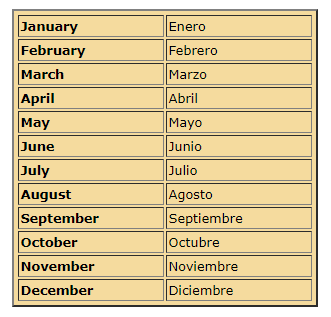 January Enero
February Febrero
March Marzo
April Abril
May Mayo
June Junio
July Julio
August Agosto
September Septiembre
October Octubre
November Noviembre
December Diciembre